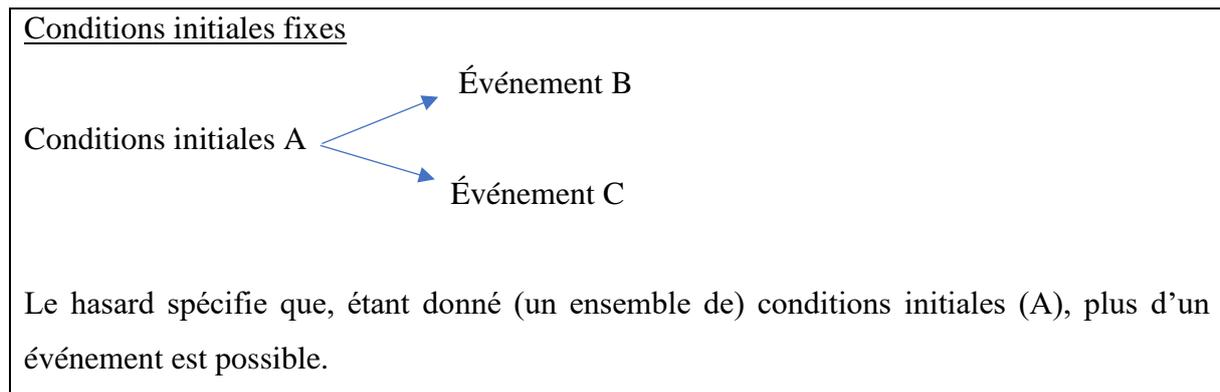 Conditions initiales fixes
Événement B
Conditions initiales A
Événement C
Le hasard spécifie que, étant donné (un ensemble de) conditions initiales (A), plus d’un
événement est possible.